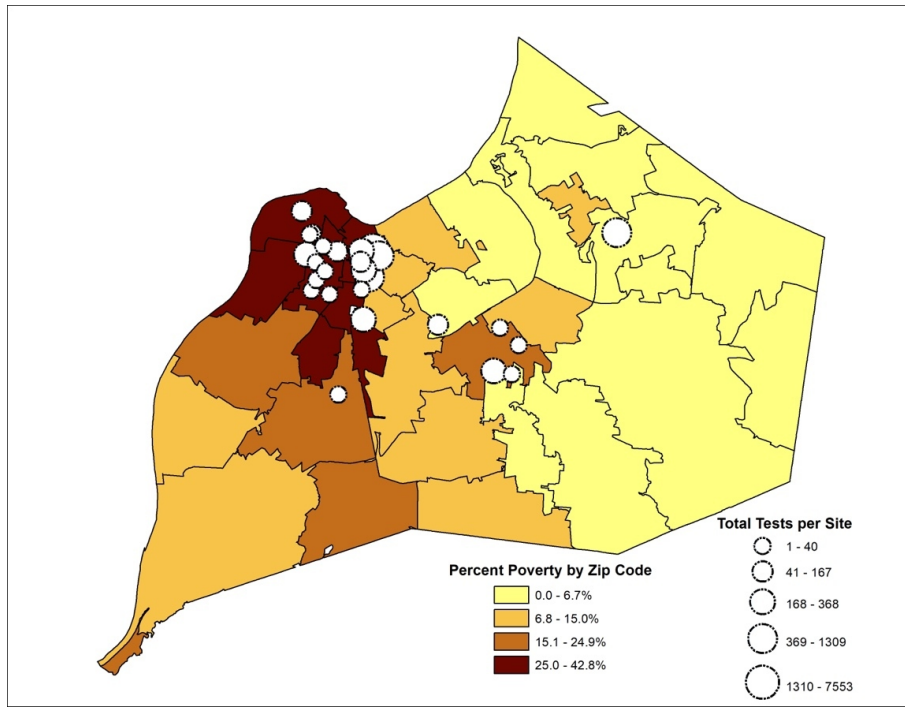 Percent Poverty by Zip Code
0.0 - 6.7%
6.8 - 15.0%
15.1 - 24.9%
25.0 - 42.8%
Total Tests per Site
1 - 40
41 - 167
168 - 368
369 - 1309
1310 - 7553